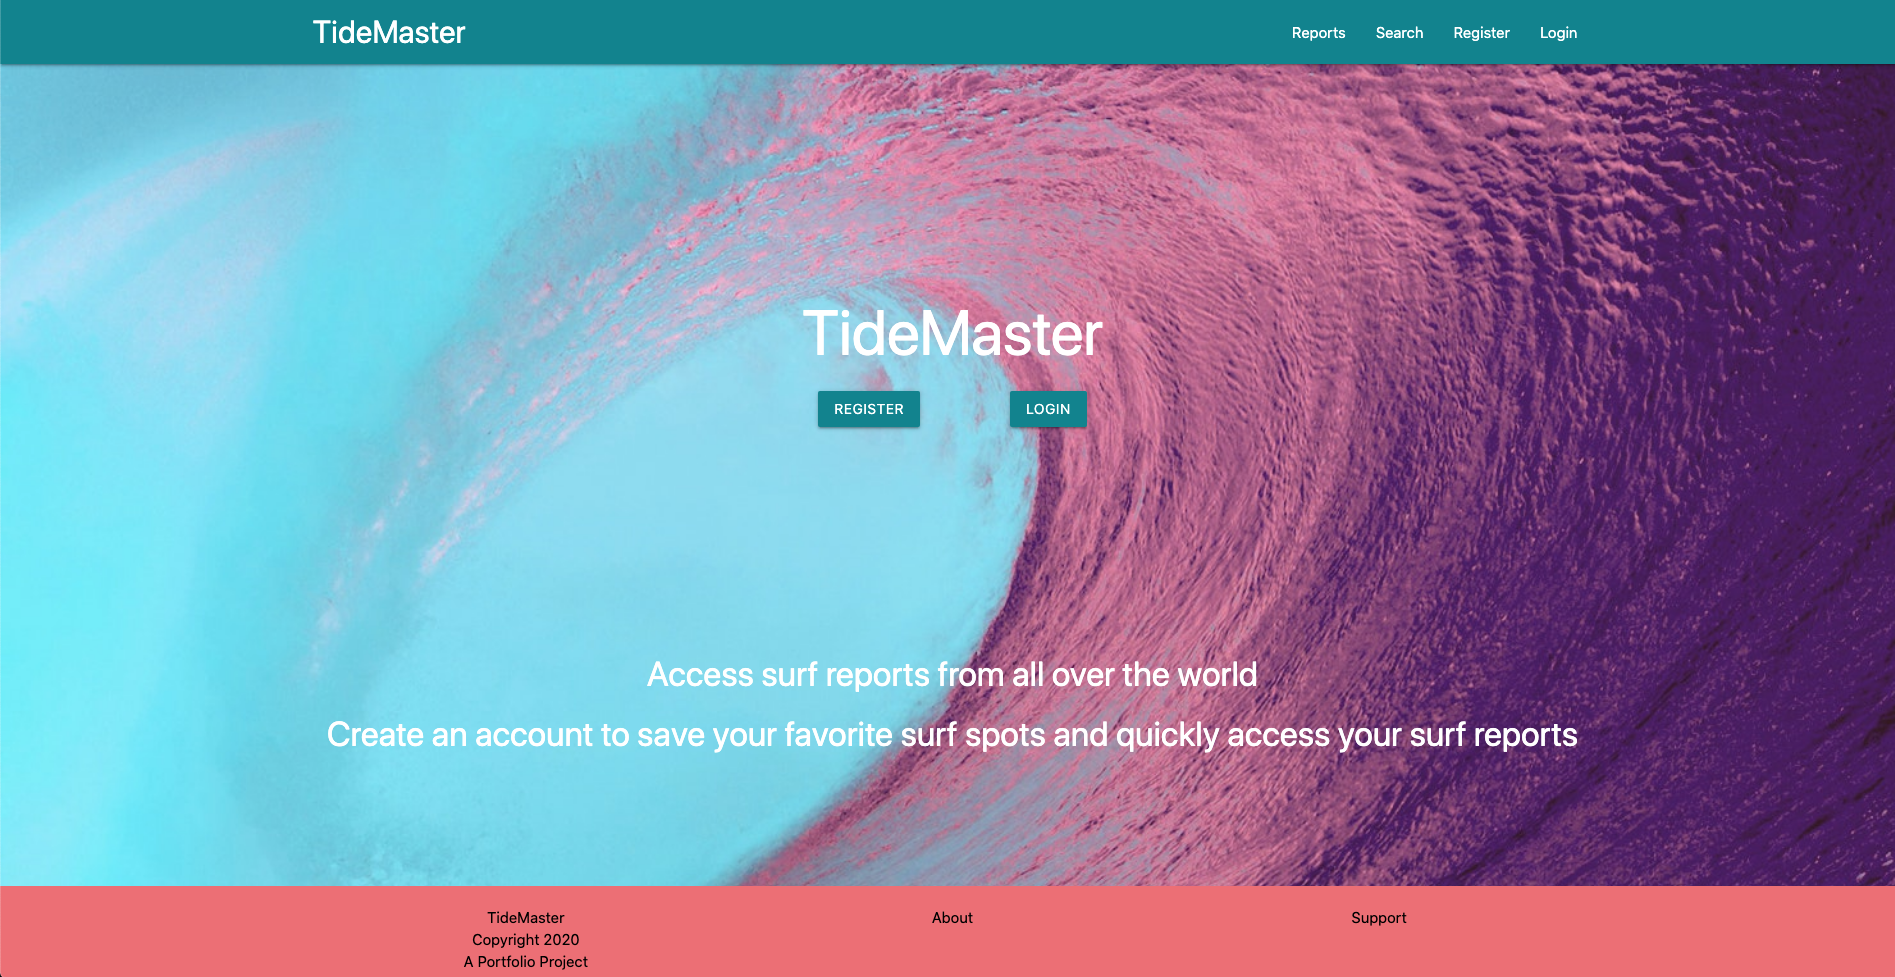 TideMaster
Reports Search Register Login
TideMaster
REGISTER LOGIN
Access surf reports from all over the world
Create an account to save your favorite surf spots and quickly access your surf reports
TideMaster
Copyright 2020
A Portfolio Project
About
Support